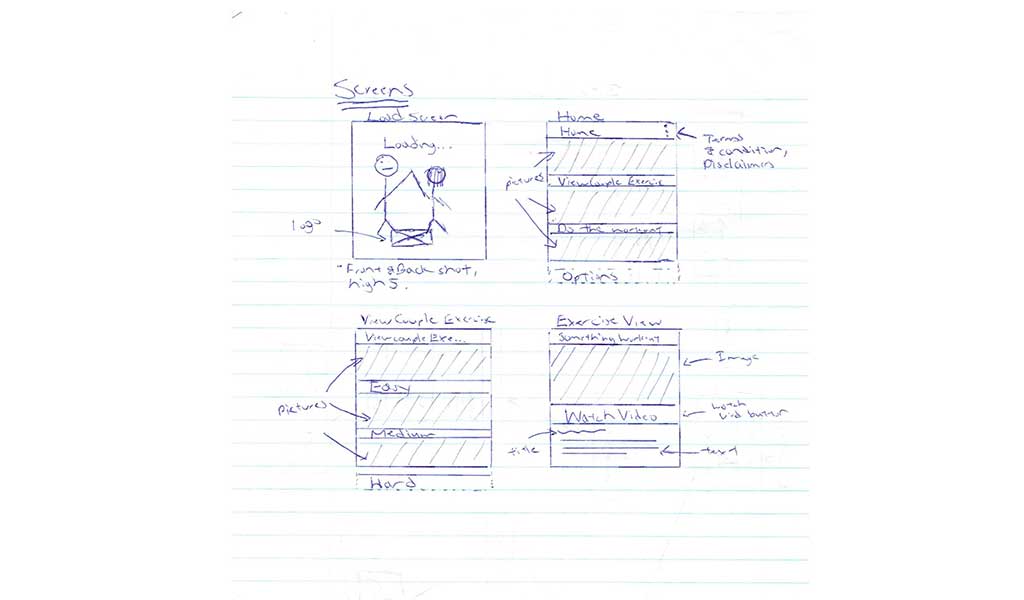 Screens
Load Screen
Loading...
logo
Front & Back shot,
high 5.
Home
Home
Terms
& condition,
Disclaimers
pictures
View Couple Exercise
Do the workout
Options
View Couple Exercise
View couple Exe...
pictures
Easy
Medium
Hard
Exercise View
Something workout
Image
Watch Video
watch
vid button
title
text